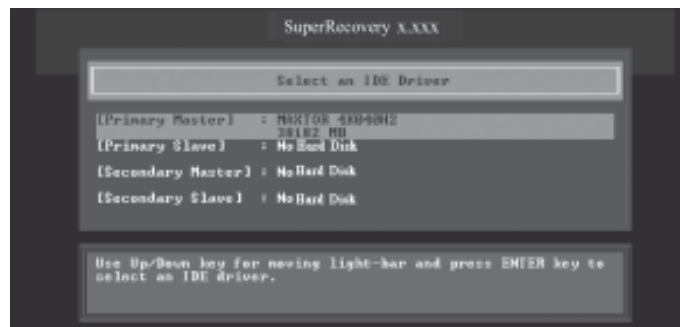 SuperRecovery x.xxx
Select an IDE Driver
[Primary Master] : MAXTOR 4X040H2
38182 MB
[Primary Slave] : No Hard Disk
[Secondary Master] : No Hard Disk
[Secondary Slave] : No Hard Disk
Use Up/Down key for moving light-bar and press ENTER key to
select an IDE driver.